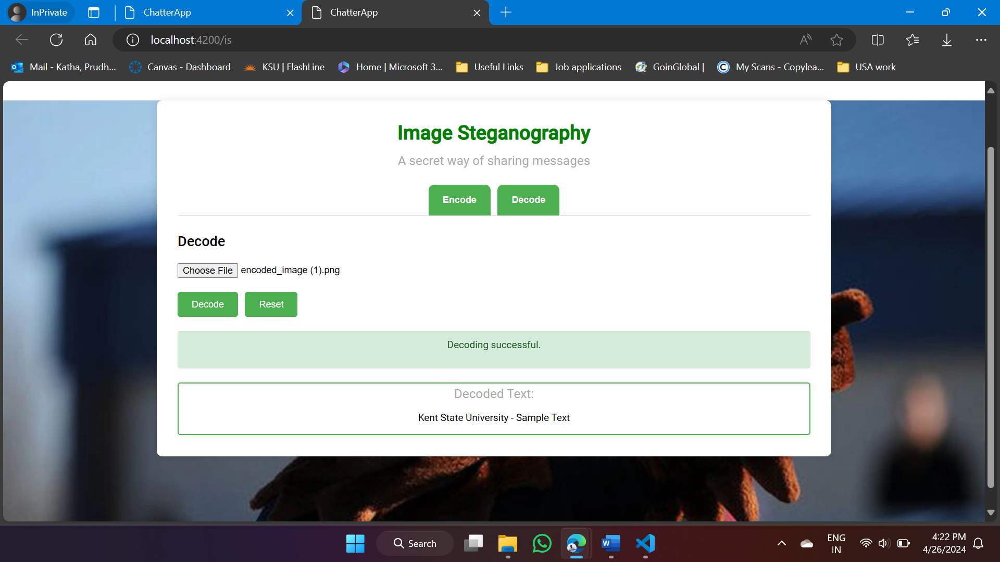 InPrivate
ChatterApp
ChatterApp
localhost:4200/is
Mail - Katha, Prudh...
Canvas - Dashboard
KSU | FlashLine
Home | Microsoft 3...
Useful Links
Job applications
GoinGlobal |
My Scans - Copylea...
USA work
Image Steganography
A secret way of sharing messages
Encode
Decode
Decode
Choose File encoded_image (1).png
Decode
Reset
Decoding successful.
Decoded Text:
Kent State University - Sample Text
Search
ENG
IN
4:22 PM
4/26/2024